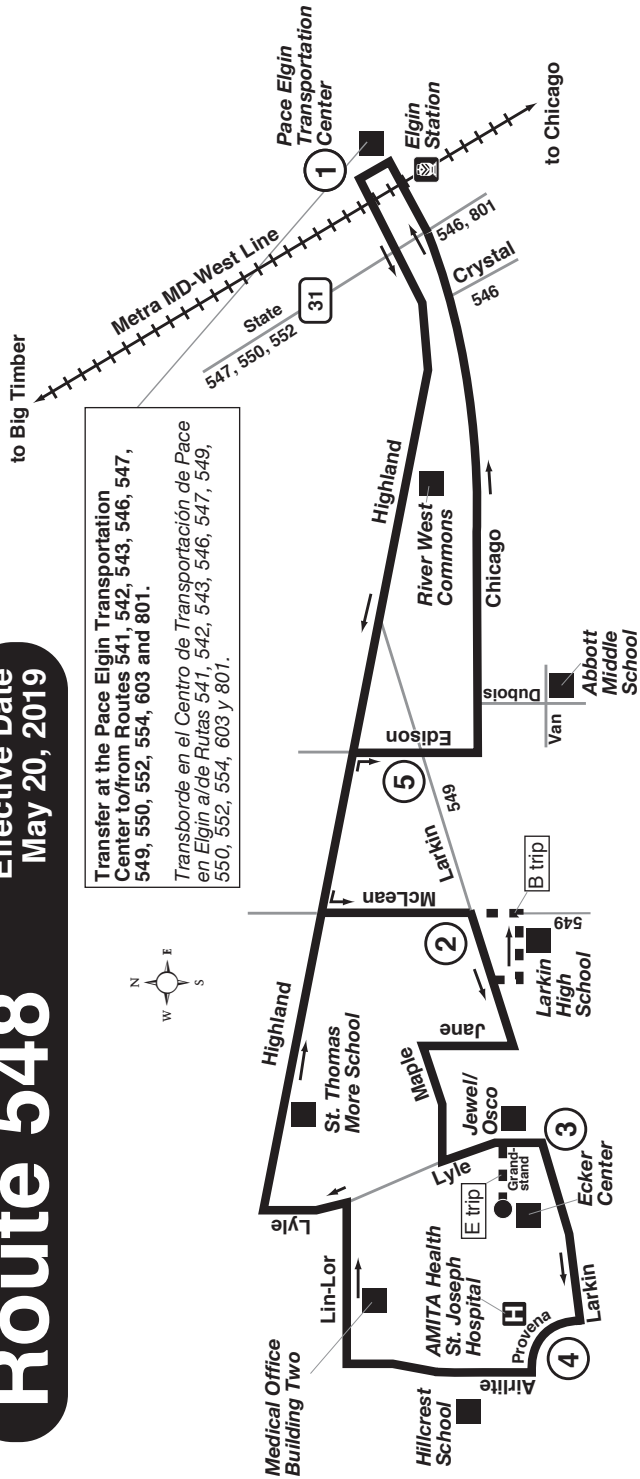 Route 548
Effective Date
May 20, 2019
to Big Timber
Metra MD-West Line
Transfer at the Pace Elgin Transportation
Center to/from Routes 541, 542, 543, 546, 547,
549, 550, 552, 554, 603 and 801.
Transborde en el Centro de Transportación de Pace
en Elgin a/de Rutas 541, 542, 543, 546, 547, 549,
550, 552, 554, 603 y 801.
N
W
E
S
State
547, 550, 552
31
1
Pace Elgin
Transportation
Center
Elgin
Station
to Chicago
546, 801
Crystal
546
Highland
River West
Commons
Chicago
Edison
5
Dubois
Van
Abbott
Middle
School
Larkin
549
McLean
2
B trip
549
Larkin
High
School
Highland
St. Thomas
More School
Jane
Maple
Jewel/
Osco
Lyle
3
Grand-
stand
E trip
Ecker
Center
Lyle
Lin-Lor
Medical Office
Building Two
AMITA Health
St. Joseph
Hospital
H
Provena
Larkin
4
Airlite
Hillcrest
School